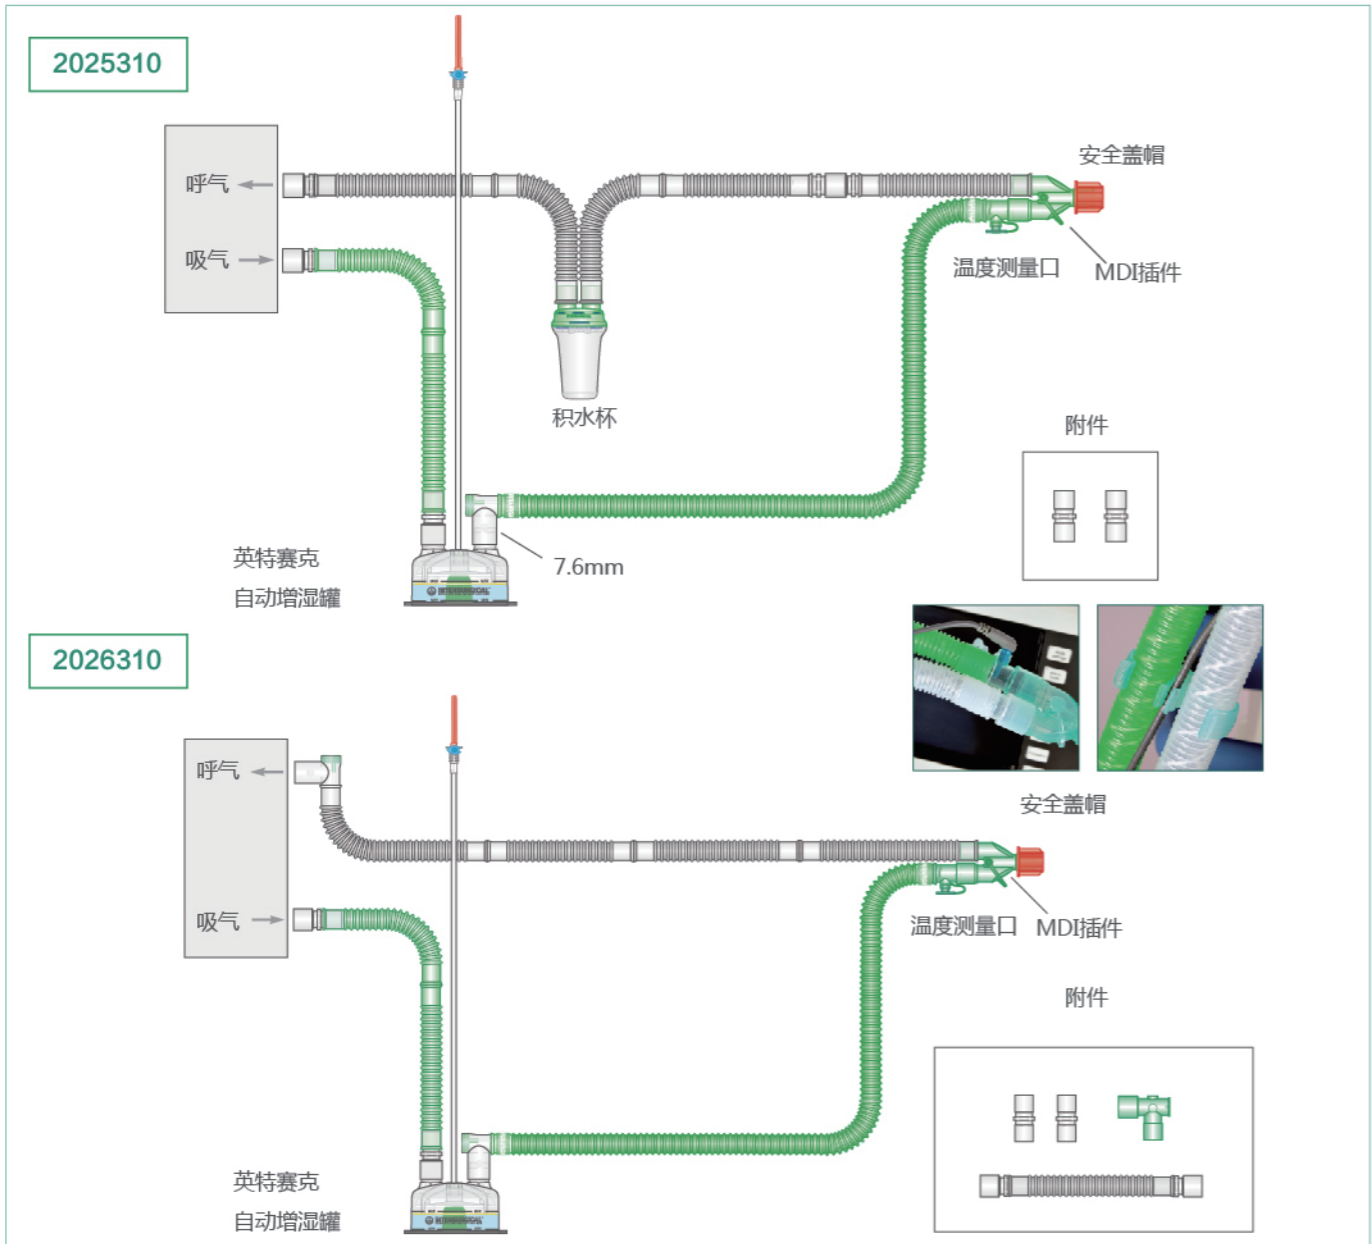 2025310
呼气
吸气
安全盖帽
温度测量口
MDI插件
积水杯
附件
7.6mm
英特赛克
自动增湿罐
2026310
安全盖帽
呼气
吸气
温度测量口
MDI插件
附件
英特赛克
自动增湿罐